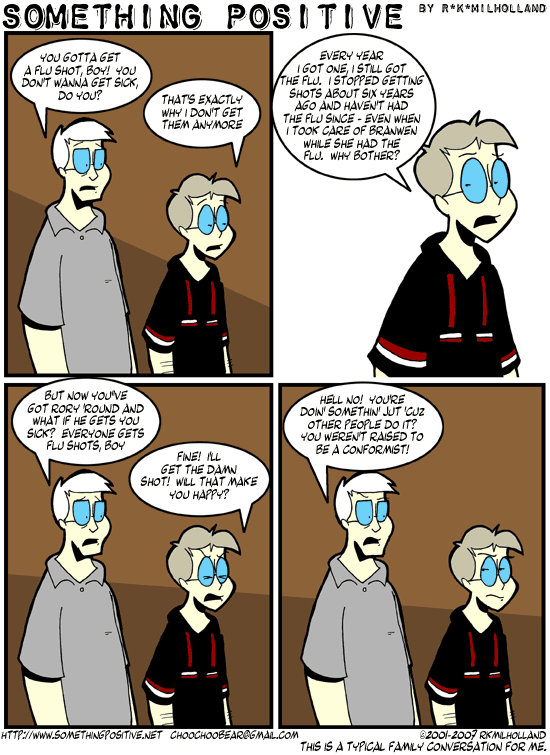 SOMETHING POSITIVE BY R*K*MILHOLLAND
YOU GOTTA GET
A FLU SHOT, BOY! YOU
DON'T WANNA GET SICK,
DO YOU?
THAT'S EXACTLY
WHY I DON'T GET
THEM ANYMORE
EVERY YEAR
I GOT ONE, I STILL GOT
THE FLU. I STOPPED GETTING
SHOTS ABOUT SIX YEARS
AGO AND HAVEN'T HAD
THE FLU SINCE - EVEN WHEN
I TOOK CARE OF BRANWEN
WHILE SHE HAD THE
FLU. WHY BOTHER?
BUT NOW YOU'VE
GOT RORY 'ROUND AND
WHAT IF HE GETS YOU
SICK? EVERYONE GETS
FLU SHOTS, BOY
FINE! I'LL
GET THE DAMN
SHOT! WILL THAT MAKE
YOU HAPPY?
HELL NO! YOU'RE
DOIN' SOMETHIN' JUT 'CUZ
OTHER PEOPLE DO IT?
YOU WEREN'T RAISED TO
BE A CONFORMIST!
HTTP://WWW.SOMETHINGPOSITIVE.NET CHOOCHOOBEAR@GMAIL.COM
©2001-2007 RKMILHOLLAND
THIS IS A TYPICAL FAMILY CONVERSATION FOR ME.